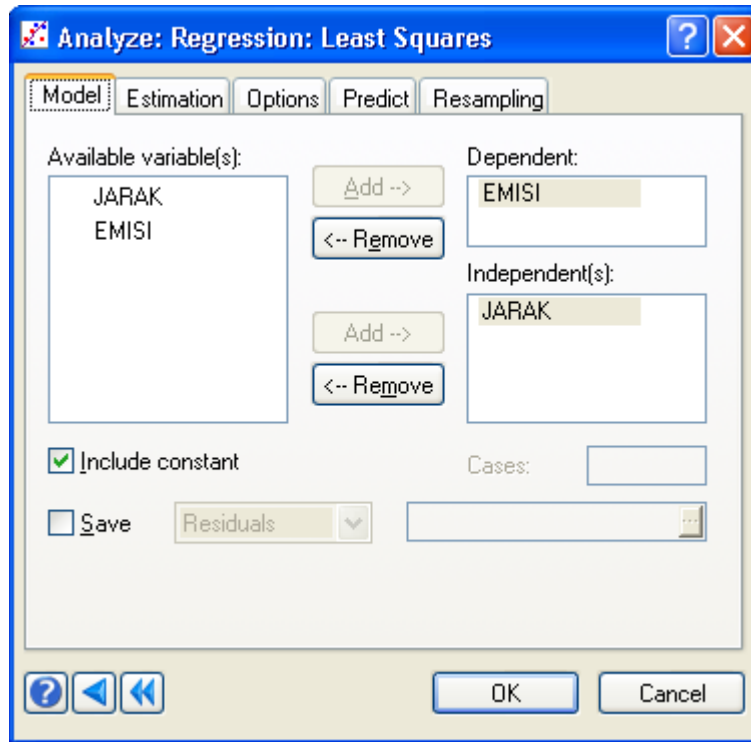 Analyze: Regression: Least Squares
Model Estimation Options Predict Resampling
Available variable(s):
JARAK
EMISI
Add -->
<-- Remove
Dependent:
EMISI
Independent(s):
JARAK
Add -->
<-- Remove
Include constant
Cases:
Save
Residuals
...
OK
Cancel